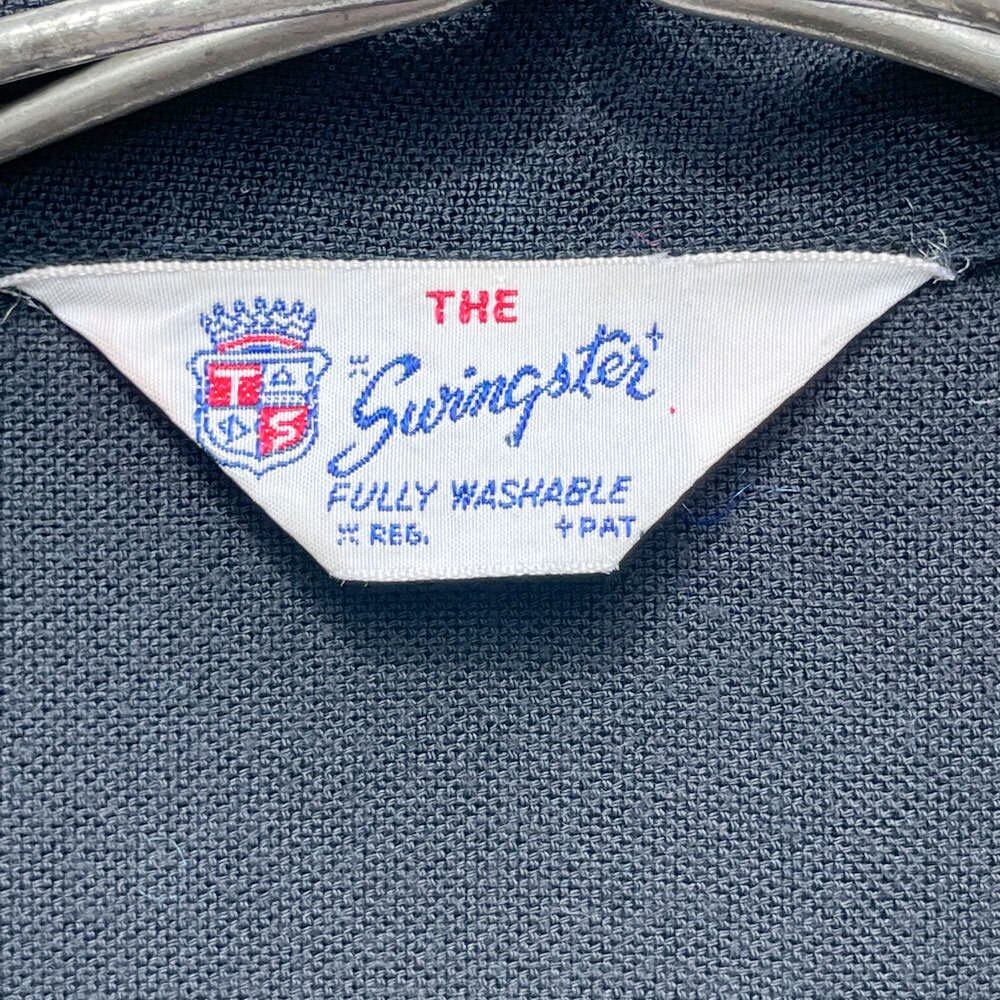 THE
T
S
※ Swingster +
FULLY WASHABLE
※ REG. + PAT